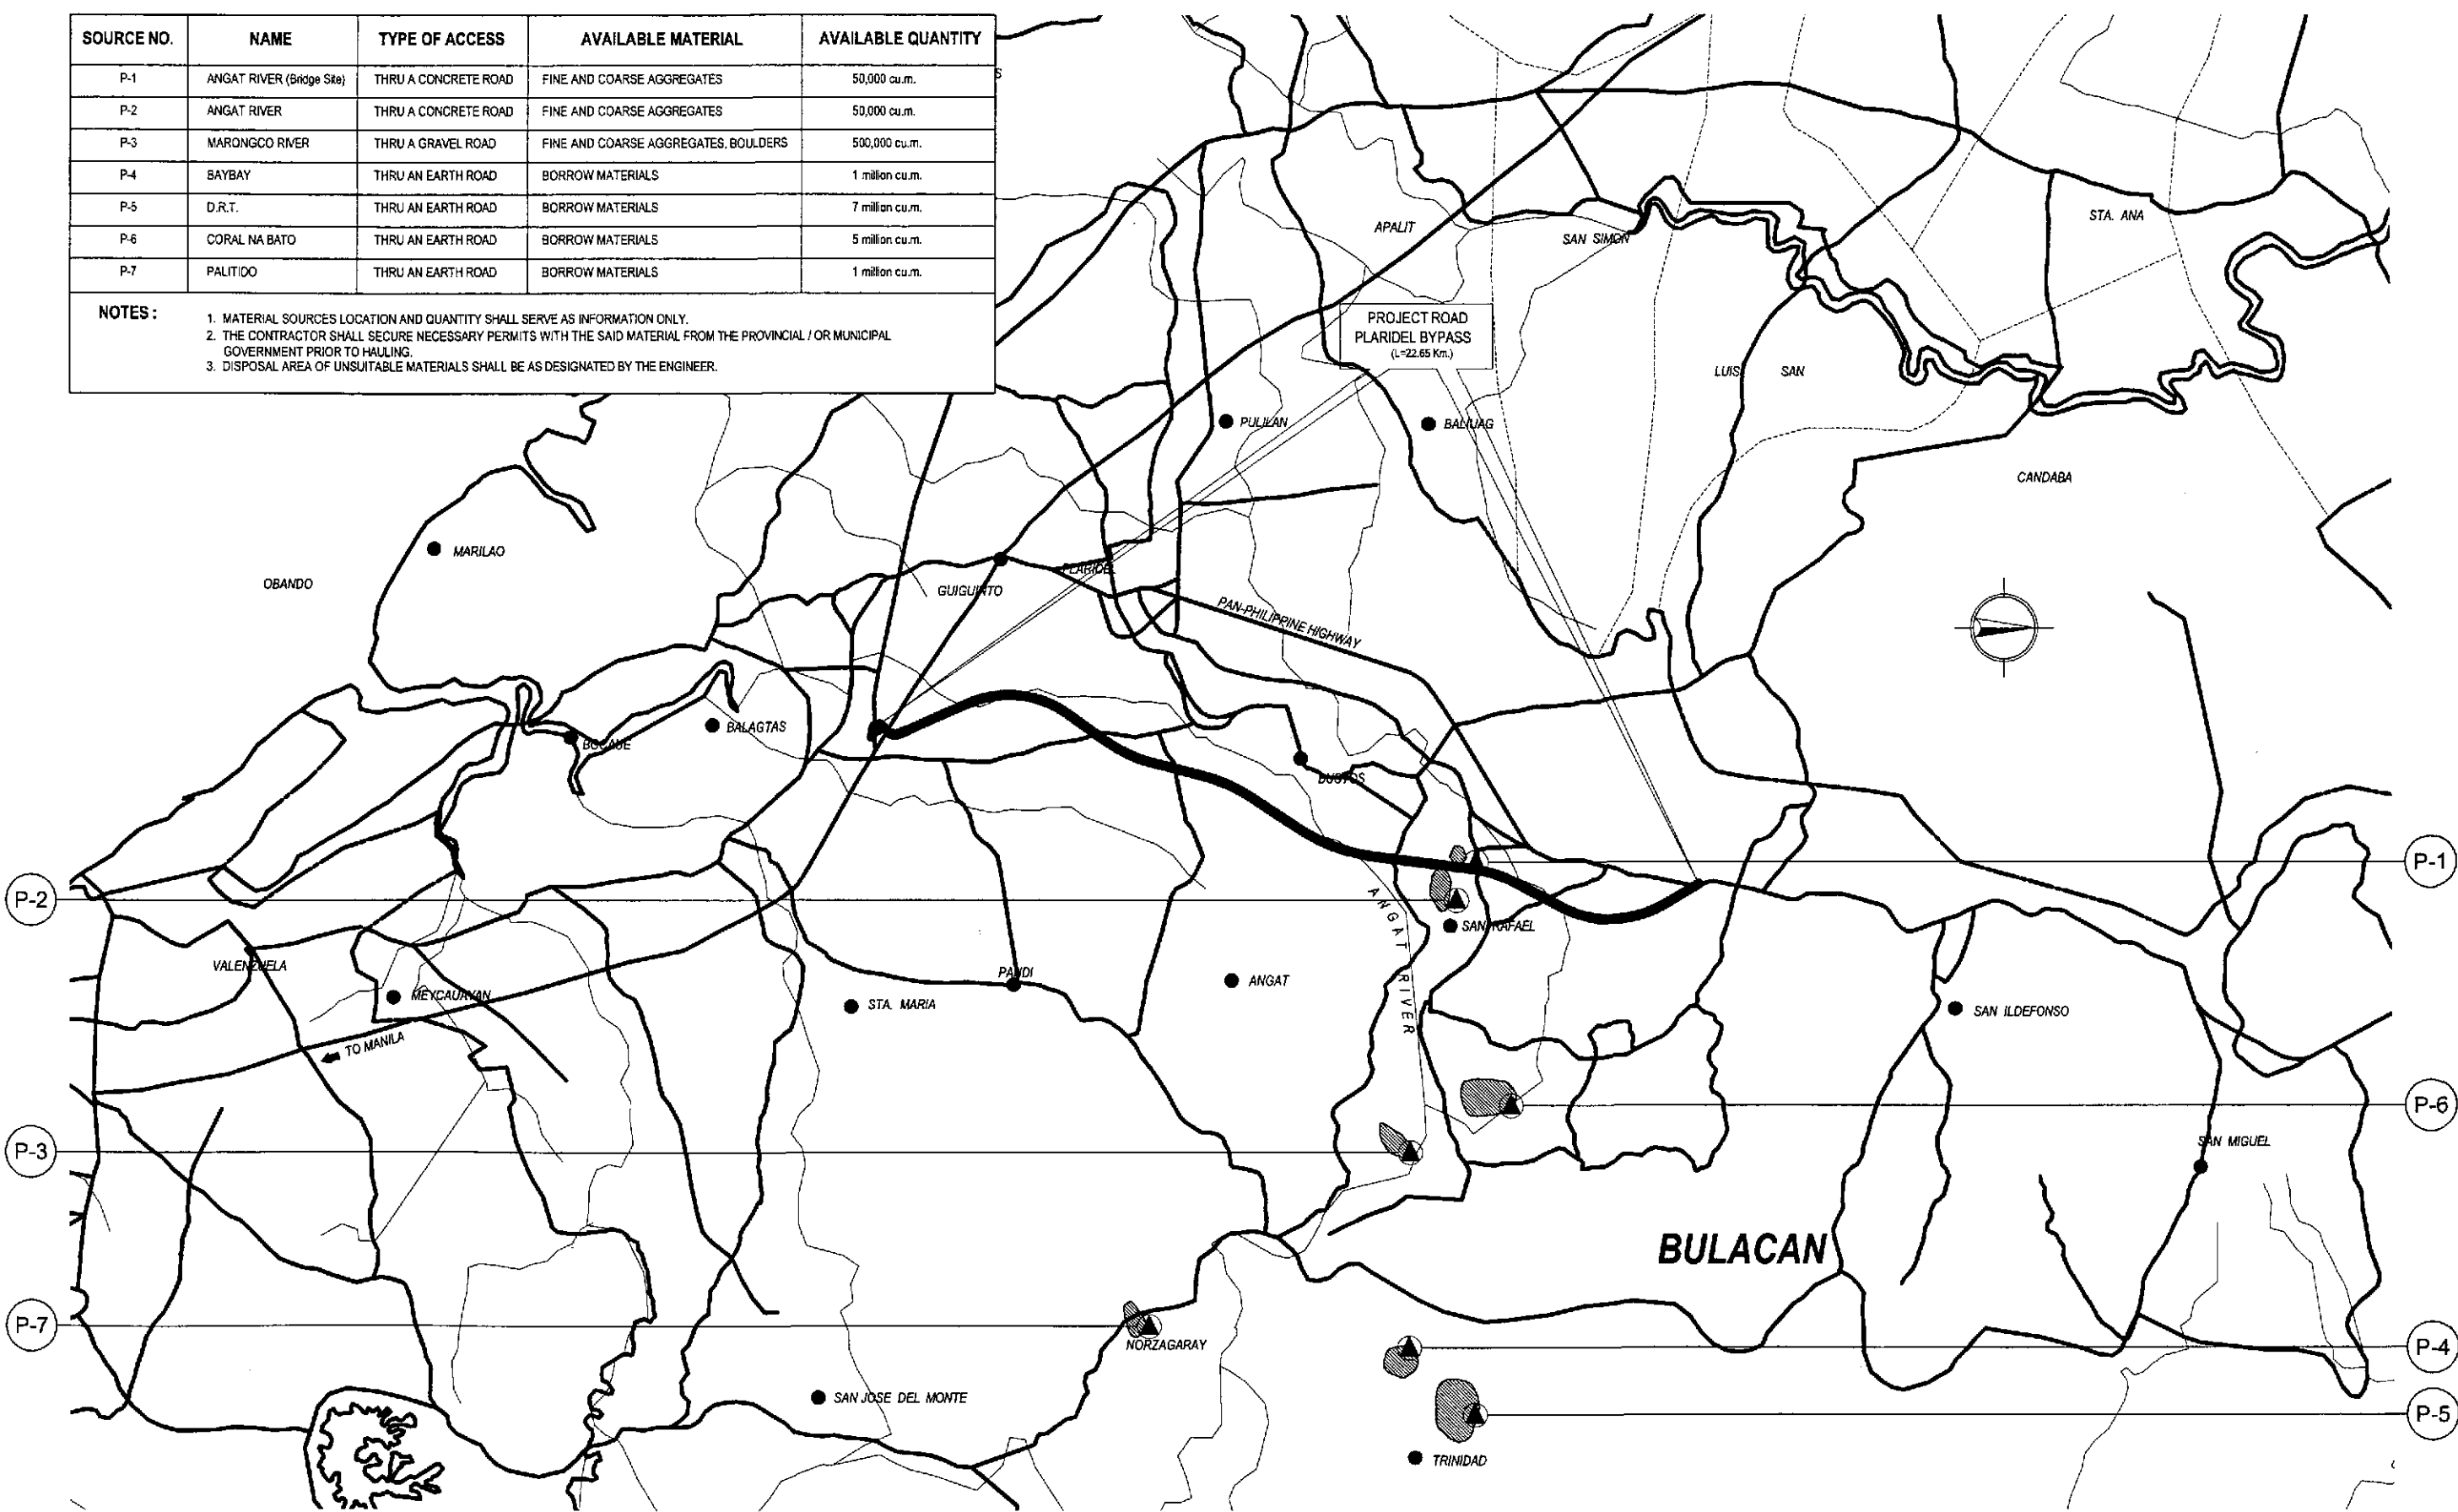 SOURCE NO. NAME TYPE OF ACCESS AVAILABLE MATERIAL AVAILABLE QUANTITY
P-1 ANGAT RIVER (Bridge Site) THRU A CONCRETE ROAD FINE AND COARSE AGGREGATES 50,000 cu.m.
P-2 ANGAT RIVER THRU A CONCRETE ROAD FINE AND COARSE AGGREGATES 50,000 cu.m.
P-3 MARONGCO RIVER THRU A GRAVEL ROAD FINE AND COARSE AGGREGATES, BOULDERS 500,000 cu.m.
P-4 BAYBAY THRU AN EARTH ROAD BORROW MATERIALS 1 million cu.m.
P-5 D.R.T. THRU AN EARTH ROAD BORROW MATERIALS 7 million cu.m.
P-6 CORAL NA BATO THRU AN EARTH ROAD BORROW MATERIALS 5 million cu.m.
P-7 PALITIDO THRU AN EARTH ROAD BORROW MATERIALS 1 million cu.m.
NOTES :
1. MATERIAL SOURCES LOCATION AND QUANTITY SHALL SERVE AS INFORMATION ONLY.
2. THE CONTRACTOR SHALL SECURE NECESSARY PERMITS WITH THE SAID MATERIAL FROM THE PROVINCIAL / OR MUNICIPAL
GOVERNMENT PRIOR TO HAULING.
3. DISPOSAL AREA OF UNSUITABLE MATERIALS SHALL BE AS DESIGNATED BY THE ENGINEER.
S
APALIT
SAN SIMON
STA. ANA
PROJECT ROAD
PLARIDEL BYPASS
(L=22.65 Km.)
LUIS
SAN
PULILAN
BALIUAG
CANDABA
MARILAO
OBANDO
PLARIDEL
GUIGUINTO
PAN-PHILIPPINE HIGHWAY
BALAGTAS
BOCAUE
BUSTOS
P-1
P-2
ANGAT RIVER
SAN RAFAEL
VALENZUELA
PANDI
ANGAT
MEYCAUAYAN
STA. MARIA
SAN ILDEFONSO
TO MANILA
P-6
SAN MIGUEL
P-3
BULACAN
P-7
NORZAGARAY
P-4
SAN JOSE DEL MONTE
P-5
TRINIDAD